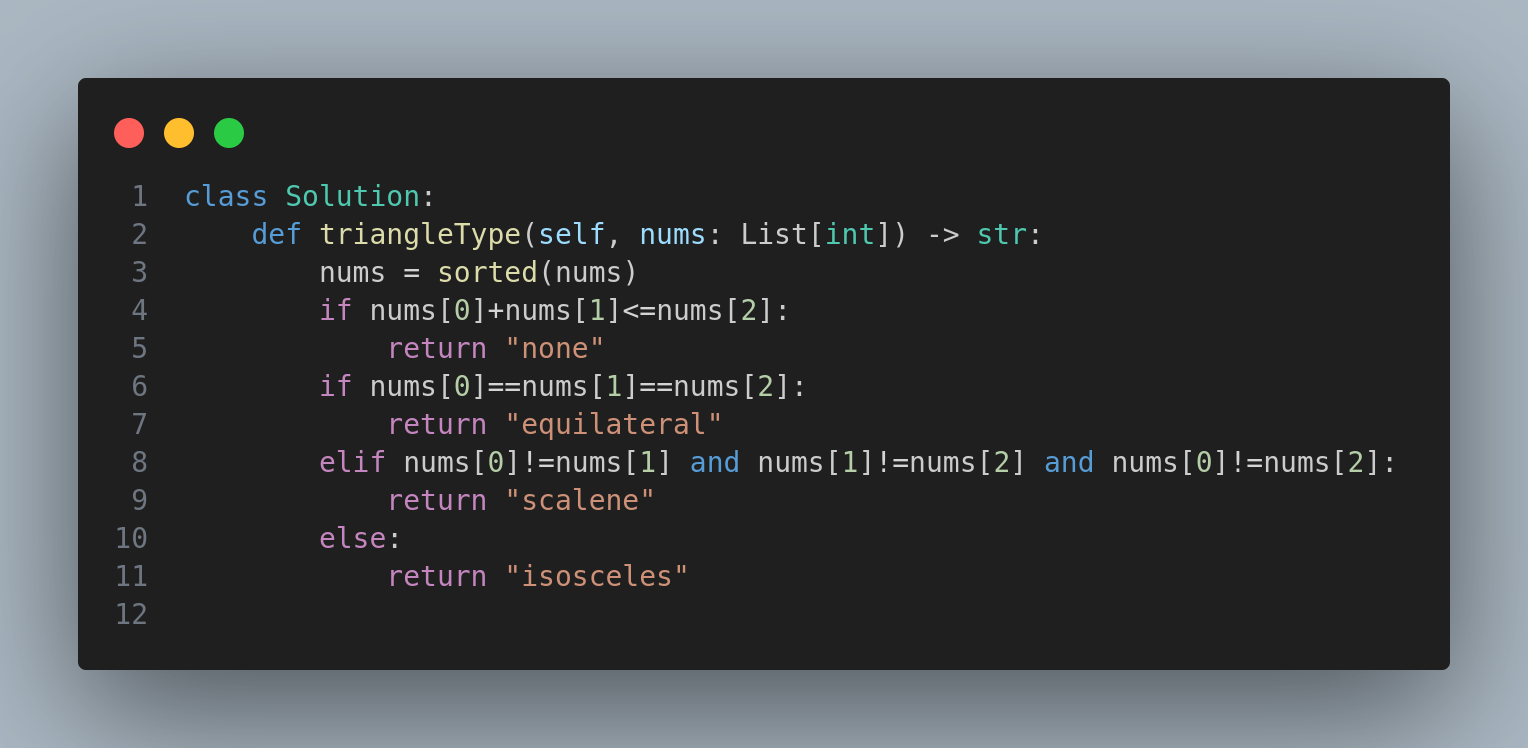 1 class Solution:
2     def triangleType(self, nums: List[int]) -> str:
3         nums = sorted(nums)
4         if nums[0]+nums[1]<=nums[2]:
5             return "none"
6         if nums[0]==nums[1]==nums[2]:
7             return "equilateral"
8         elif nums[0]!=nums[1] and nums[1]!=nums[2] and nums[0]!=nums[2]:
9             return "scalene"
10         else:
11             return "isosceles"
12